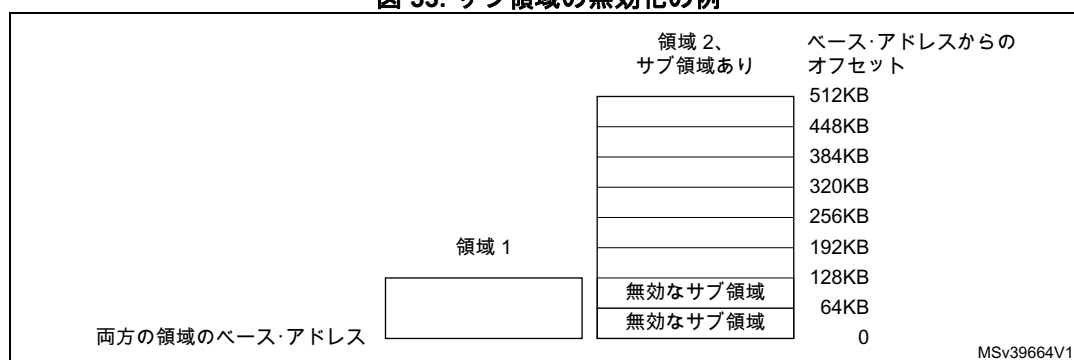 領域 2、
サブ領域あり
ベース·アドレスからの
オフセット
512KB
448KB
384KB
320KB
256KB
領域 1
192KB
128KB
無効なサブ領域
64KB
無効なサブ領域
両方の領域のベース·アドレス
0
MSv39664V1